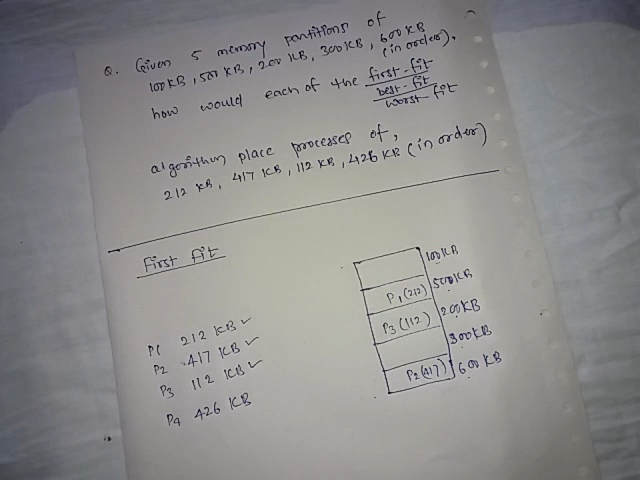 Q. Given 5 memory partitions of
100KB, 500 KB, 200 KB, 300KB, 600 KB
(in order).
how would each of the first-fit
best-fit
worst-fit
algorithm place processes of,
212 KB, 417 KB, 112 KB, 426 KB (in order)
First Fit
P1 212 KB ✓
P2 417 KB ✓
P3 112 KB ✓
P4 426 KB
100KB
P1(212) 500KB
P3(112) 200KB
300KB
P2(417) 600 KB